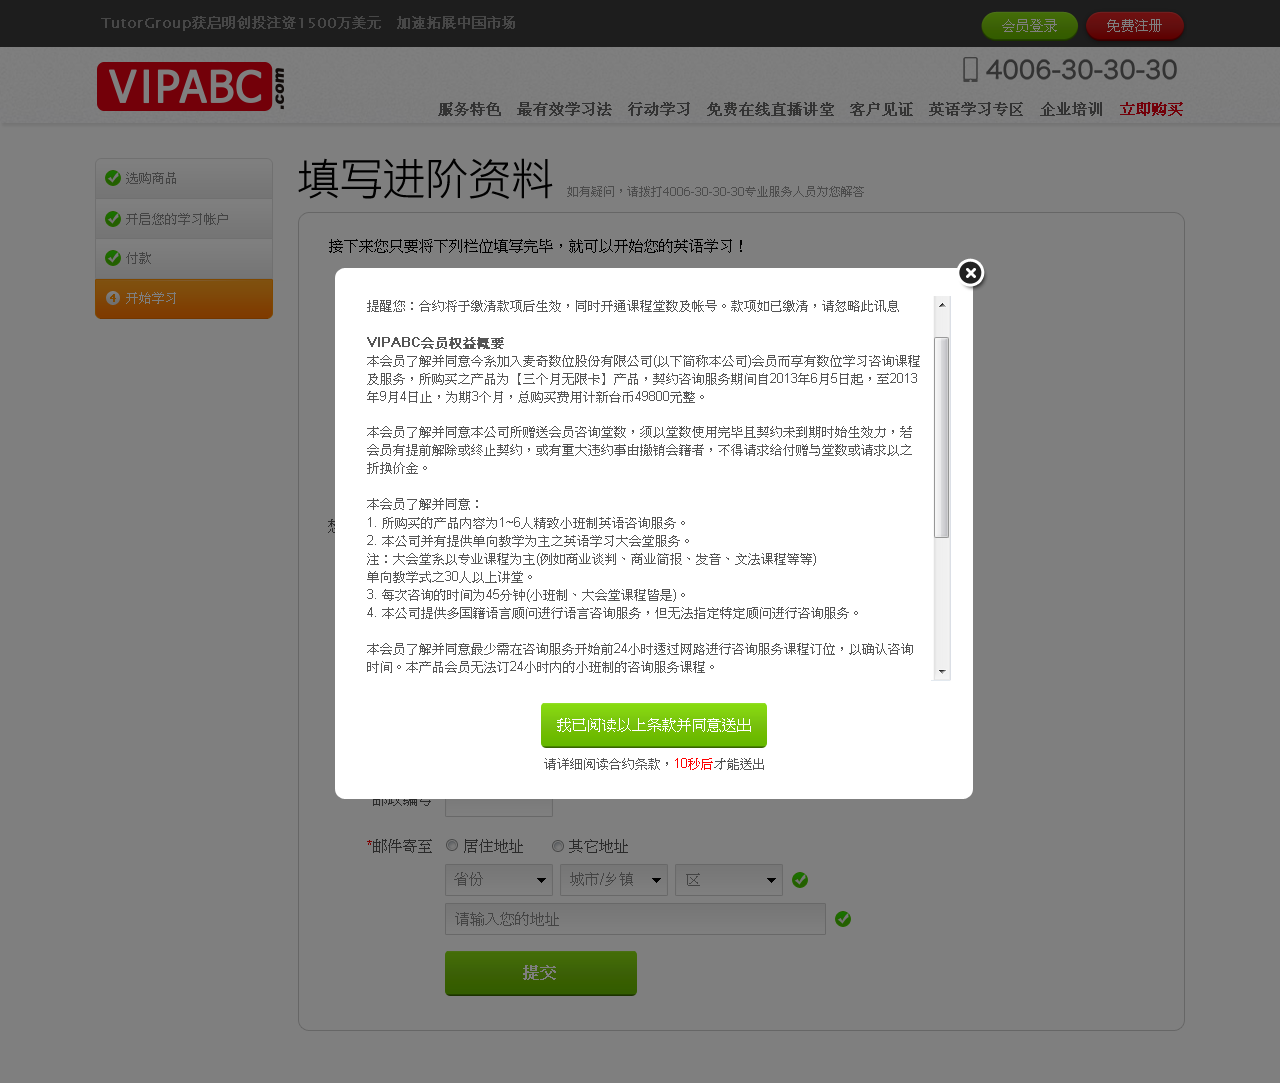 TutorGroup获启明创投注资1500万美元 加速拓展中国市场
会员登录
免费注册
VIPABC.com
4006-30-30-30
服务特色 最有效学习法 行动学习 免费在线直播讲堂 客户见证 英语学习专区 企业培训 立即购买
选购商品
开启您的学习帐户
付款
4 开始学习
填写进阶资料
如有疑问，请拨打4006-30-30-30专业服务人员为您解答
接下来您只要将下列栏位填写完毕，就可以开始您的英语学习！
提醒您：合约将于缴清款项后生效，同时开通课程堂数及帐号。款项如已缴清，请忽略此讯息
VIPABC会员权益概要
本会员了解并同意今系加入麦奇数位股份有限公司(以下简称本公司)会员而享有数位学习咨询课程
及服务，所购买之产品为【三个月无限卡】产品，契约咨询服务期间自2013年6月5日起，至2013
年9月4日止，为期3个月，总购买费用计新台币49800元整。
本会员了解并同意本公司所赠送会员咨询堂数，须以堂数使用完毕且契约未到期时始生效力，若
会员有提前解除或终止契约，或有重大违约事由撤销会籍者，不得请求给付赠与堂数或请求以之
折换价金。
本会员了解并同意：
1. 所购买的产品内容为1~6人精致小班制英语咨询服务。
2. 本公司并有提供单向教学为主之英语学习大会堂服务。
注：大会堂系以专业课程为主(例如商业谈判、商业简报、发音、文法课程等等)
单向教学式之30人以上讲堂。
3. 每次咨询的时间为45分钟(小班制、大会堂课程皆是)。
4. 本公司提供多国籍语言顾问进行语言咨询服务，但无法指定特定顾问进行咨询服务。
本会员了解并同意最少需在咨询服务开始前24小时透过网路进行咨询服务课程订位，以确认咨询
时间。本产品会员无法订24小时内的小班制的咨询服务课程。
我已阅读以上条款并同意送出
请详细阅读合约条款，10秒后才能送出
邮政编号
*邮件寄至 居住地址 其它地址
省份 城市/乡镇 区
请输入您的地址
提交